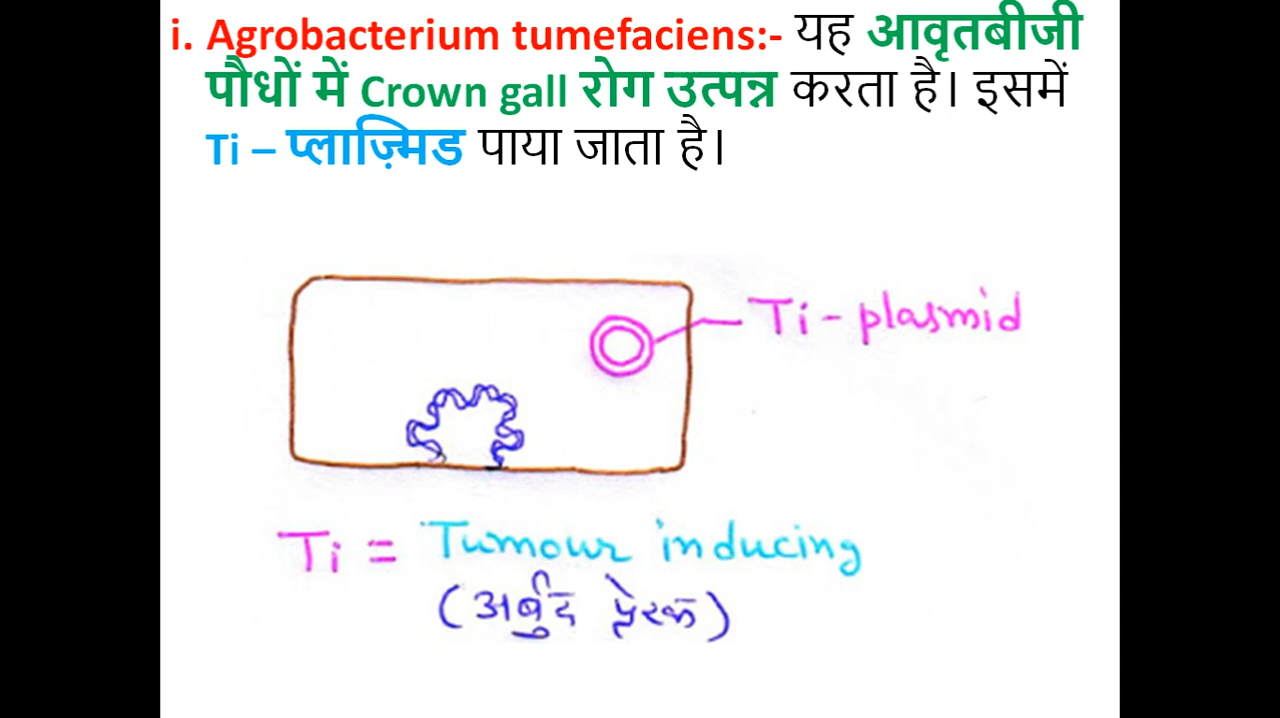 i. Agrobacterium tumefaciens:- यह आवृतबीजी
पौधों में Crown gall रोग उत्पन्न करता है। इसमें
Ti – प्लाज़्मिड पाया जाता है।
Ti - plasmid
Ti = Tumour inducing
(अर्बुद प्रेरक)